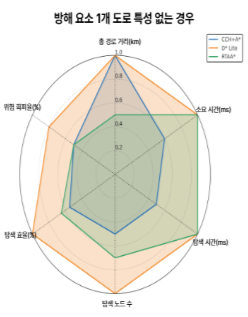 방해 요소 1개 도로 특성 없는 경우
CCH+A*
D* Lite
RTAA*
총 경로 거리(km)
1.0
0.8
0.6
0.4
0.2
위험 회피율(%)
소요 시간(ms)
탐색 효율(%)
탐색 시간(ms)
탐색 노드 수